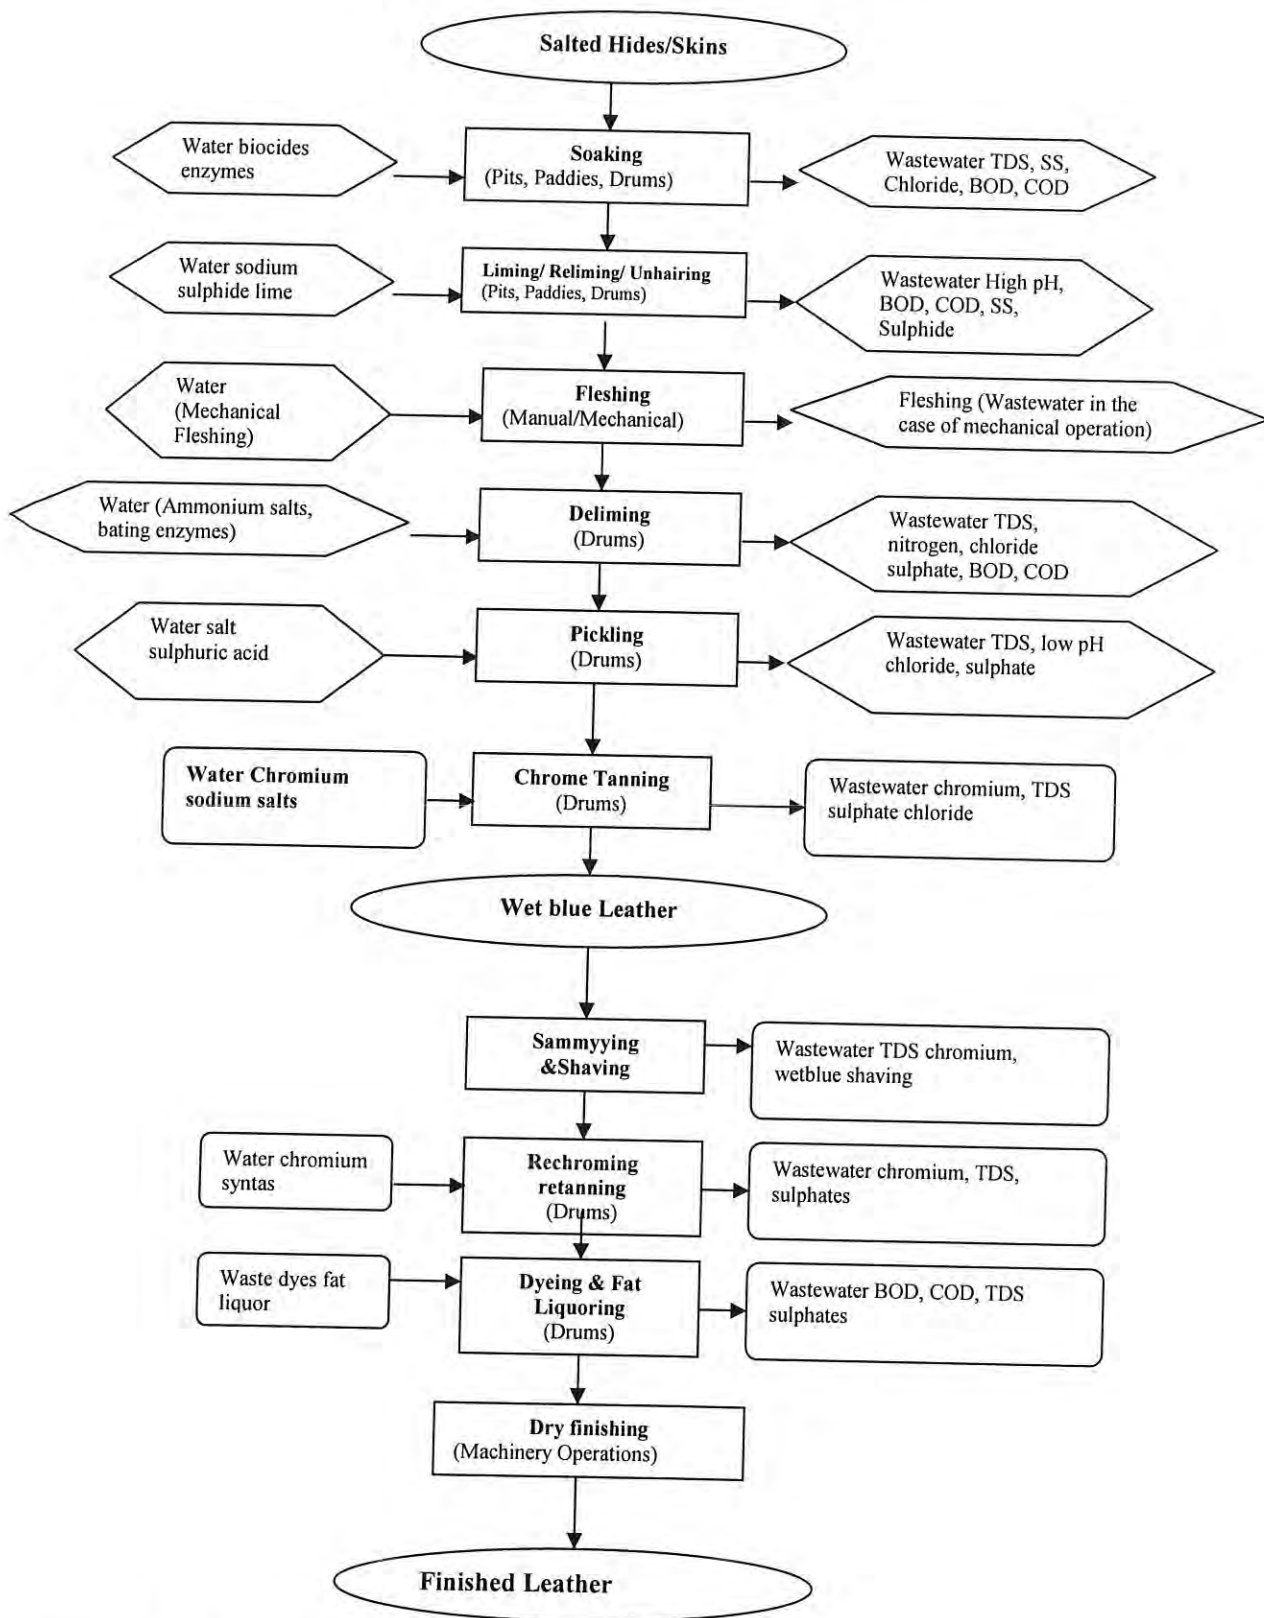 Salted Hides/Skins
Water biocides
enzymes
Soaking
(Pits, Paddies, Drums)
Wastewater TDS, SS,
Chloride, BOD, COD
Water sodium
sulphide lime
Liming/ Reliming/ Unhairing
(Pits, Paddies, Drums)
Wastewater High pH,
BOD, COD, SS,
Sulphide
Water
(Mechanical
Fleshing)
Fleshing
(Manual/Mechanical)
Fleshing (Wastewater in the
case of mechanical operation)
Water (Ammonium salts,
bating enzymes)
Deliming
(Drums)
Wastewater TDS,
nitrogen, chloride
sulphate, BOD, COD
Water salt
sulphuric acid
Pickling
(Drums)
Wastewater TDS, low pH
chloride, sulphate
Water Chromium
sodium salts
Chrome Tanning
(Drums)
Wastewater chromium, TDS
sulphate chloride
Wet blue Leather
Sammyying
&Shaving
Wastewater TDS chromium,
wetblue shaving
Water chromium
syntas
Rechroming
retanning
(Drums)
Wastewater chromium, TDS,
sulphates
Waste dyes fat
liquor
Dyeing & Fat
Liquoring
(Drums)
Wastewater BOD, COD, TDS
sulphates
Dry finishing
(Machinery Operations)
Finished Leather